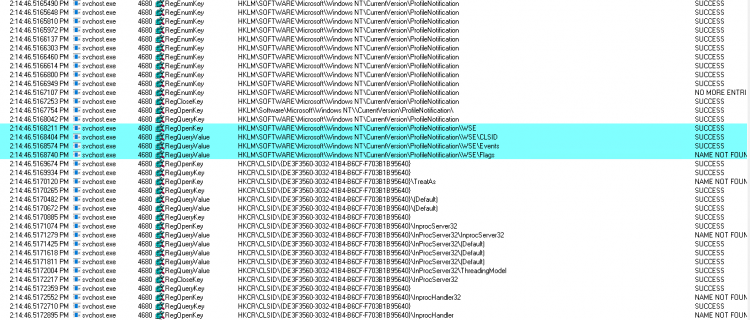 2:14:46.5165490 PM svchost.exe 4680 RegEnumKey HKLM\SOFTWARE\Microsoft\Windows NT\CurrentVersion\ProfileNotification SUCCESS
2:14:46.5165648 PM svchost.exe 4680 RegEnumKey HKLM\SOFTWARE\Microsoft\Windows NT\CurrentVersion\ProfileNotification SUCCESS
2:14:46.5165810 PM svchost.exe 4680 RegEnumKey HKLM\SOFTWARE\Microsoft\Windows NT\CurrentVersion\ProfileNotification SUCCESS
2:14:46.5165972 PM svchost.exe 4680 RegEnumKey HKLM\SOFTWARE\Microsoft\Windows NT\CurrentVersion\ProfileNotification SUCCESS
2:14:46.5166137 PM svchost.exe 4680 RegEnumKey HKLM\SOFTWARE\Microsoft\Windows NT\CurrentVersion\ProfileNotification SUCCESS
2:14:46.5166303 PM svchost.exe 4680 RegEnumKey HKLM\SOFTWARE\Microsoft\Windows NT\CurrentVersion\ProfileNotification SUCCESS
2:14:46.5166460 PM svchost.exe 4680 RegEnumKey HKLM\SOFTWARE\Microsoft\Windows NT\CurrentVersion\ProfileNotification SUCCESS
2:14:46.5166614 PM svchost.exe 4680 RegEnumKey HKLM\SOFTWARE\Microsoft\Windows NT\CurrentVersion\ProfileNotification SUCCESS
2:14:46.5166800 PM svchost.exe 4680 RegEnumKey HKLM\SOFTWARE\Microsoft\Windows NT\CurrentVersion\ProfileNotification SUCCESS
2:14:46.5166949 PM svchost.exe 4680 RegEnumKey HKLM\SOFTWARE\Microsoft\Windows NT\CurrentVersion\ProfileNotification SUCCESS
2:14:46.5167107 PM svchost.exe 4680 RegEnumKey HKLM\SOFTWARE\Microsoft\Windows NT\CurrentVersion\ProfileNotification NO MORE ENTRI
2:14:46.5167253 PM svchost.exe 4680 RegCloseKey HKLM\SOFTWARE\Microsoft\Windows NT\CurrentVersion\ProfileNotification SUCCESS
2:14:46.5167754 PM svchost.exe 4680 RegOpenKey HKLM\Software\Microsoft\Windows NT\CurrentVersion\ProfileNotification\ SUCCESS
2:14:46.5168042 PM svchost.exe 4680 RegQueryKey HKLM\SOFTWARE\Microsoft\Windows NT\CurrentVersion\ProfileNotification SUCCESS
2:14:46.5168211 PM svchost.exe 4680 RegOpenKey HKLM\SOFTWARE\Microsoft\Windows NT\CurrentVersion\ProfileNotification\WSE SUCCESS
2:14:46.5168404 PM svchost.exe 4680 RegQueryValue HKLM\SOFTWARE\Microsoft\Windows NT\CurrentVersion\ProfileNotification\WSE\CLSID SUCCESS
2:14:46.5168574 PM svchost.exe 4680 RegQueryValue HKLM\SOFTWARE\Microsoft\Windows NT\CurrentVersion\ProfileNotification\WSE\Events SUCCESS
2:14:46.5168740 PM svchost.exe 4680 RegQueryValue HKLM\SOFTWARE\Microsoft\Windows NT\CurrentVersion\ProfileNotification\WSE\Flags NAME NOT FOUN
2:14:46.5169674 PM svchost.exe 4680 RegOpenKey HKCR\CLSID\{DE3F3560-3032-41B4-B6CF-F703B1B95640} SUCCESS
2:14:46.5169934 PM svchost.exe 4680 RegQueryKey HKCR\CLSID\{DE3F3560-3032-41B4-B6CF-F703B1B95640} SUCCESS
2:14:46.5170120 PM svchost.exe 4680 RegOpenKey HKCR\CLSID\{DE3F3560-3032-41B4-B6CF-F703B1B95640}\TreatAs NAME NOT FOUN
2:14:46.5170265 PM svchost.exe 4680 RegQueryKey HKCR\CLSID\{DE3F3560-3032-41B4-B6CF-F703B1B95640} SUCCESS
2:14:46.5170482 PM svchost.exe 4680 RegQueryValue HKCR\CLSID\{DE3F3560-3032-41B4-B6CF-F703B1B95640}\(Default) SUCCESS
2:14:46.5170672 PM svchost.exe 4680 RegQueryValue HKCR\CLSID\{DE3F3560-3032-41B4-B6CF-F703B1B95640}\(Default) SUCCESS
2:14:46.5170885 PM svchost.exe 4680 RegQueryKey HKCR\CLSID\{DE3F3560-3032-41B4-B6CF-F703B1B95640} SUCCESS
2:14:46.5171074 PM svchost.exe 4680 RegOpenKey HKCR\CLSID\{DE3F3560-3032-41B4-B6CF-F703B1B95640}\InprocServer32 SUCCESS
2:14:46.5171279 PM svchost.exe 4680 RegQueryValue HKCR\CLSID\{DE3F3560-3032-41B4-B6CF-F703B1B95640}\InProcServer32\InprocServer32 NAME NOT FOUN
2:14:46.5171425 PM svchost.exe 4680 RegQueryValue HKCR\CLSID\{DE3F3560-3032-41B4-B6CF-F703B1B95640}\InProcServer32\(Default) SUCCESS
2:14:46.5171618 PM svchost.exe 4680 RegQueryValue HKCR\CLSID\{DE3F3560-3032-41B4-B6CF-F703B1B95640}\InProcServer32\(Default) SUCCESS
2:14:46.5171811 PM svchost.exe 4680 RegQueryValue HKCR\CLSID\{DE3F3560-3032-41B4-B6CF-F703B1B95640}\InProcServer32\(Default) SUCCESS
2:14:46.5172004 PM svchost.exe 4680 RegQueryValue HKCR\CLSID\{DE3F3560-3032-41B4-B6CF-F703B1B95640}\InProcServer32\ThreadingModel SUCCESS
2:14:46.5172217 PM svchost.exe 4680 RegCloseKey HKCR\CLSID\{DE3F3560-3032-41B4-B6CF-F703B1B95640}\InProcServer32 SUCCESS
2:14:46.5172359 PM svchost.exe 4680 RegQueryKey HKCR\CLSID\{DE3F3560-3032-41B4-B6CF-F703B1B95640} SUCCESS
2:14:46.5172552 PM svchost.exe 4680 RegOpenKey HKCR\CLSID\{DE3F3560-3032-41B4-B6CF-F703B1B95640}\InprocHandler32 NAME NOT FOUN
2:14:46.5172710 PM svchost.exe 4680 RegQueryKey HKCR\CLSID\{DE3F3560-3032-41B4-B6CF-F703B1B95640} SUCCESS
2:14:46.5172895 PM svchost.exe 4680 RegOpenKey HKCR\CLSID\{DE3F3560-3032-41B4-B6CF-F703B1B95640}\InprocHandler NAME NOT FOUN